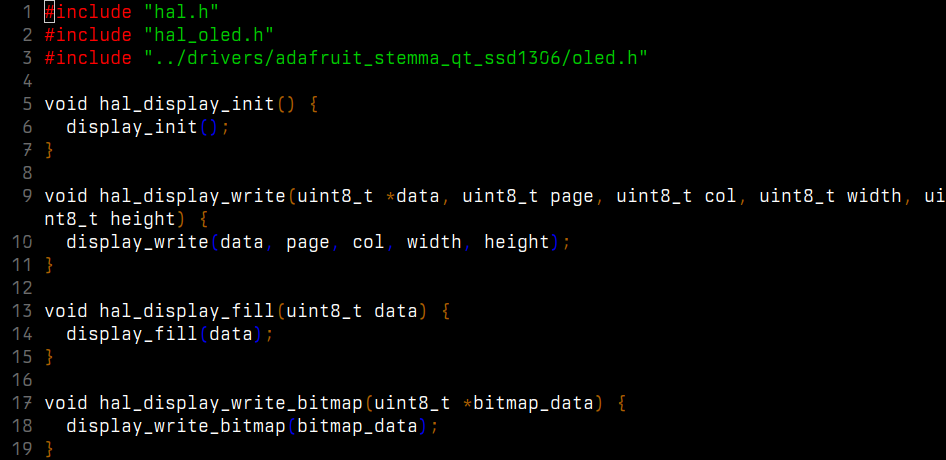 1 #include "hal.h"
2 #include "hal_oled.h"
3 #include "../drivers/adafruit_stemma_qt_ssd1306/oled.h"
4
5 void hal_display_init() {
6   display_init();
7 }
8
9 void hal_display_write(uint8_t *data, uint8_t page, uint8_t col, uint8_t width, ui
nt8_t height) {
10   display_write(data, page, col, width, height);
11 }
12
13 void hal_display_fill(uint8_t data) {
14   display_fill(data);
15 }
16
17 void hal_display_write_bitmap(uint8_t *bitmap_data) {
18   display_write_bitmap(bitmap_data);
19 }